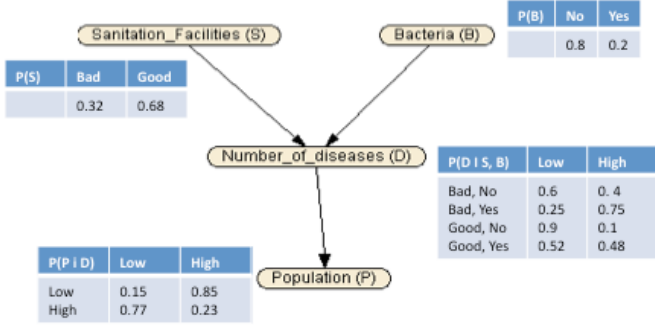 Sanitation_Facilities (S)
Bacteria (B)
P(B) No Yes
0.8 0.2
P(S) Bad Good
0.32 0.68
Number_of_diseases (D)
P(D I S, B) Low High
Bad, No 0.6 0. 4
Bad, Yes 0.25 0.75
Good, No 0.9 0.1
Good, Yes 0.52 0.48
P(P i D) Low High
Low 0.15 0.85
High 0.77 0.23
Population (P)